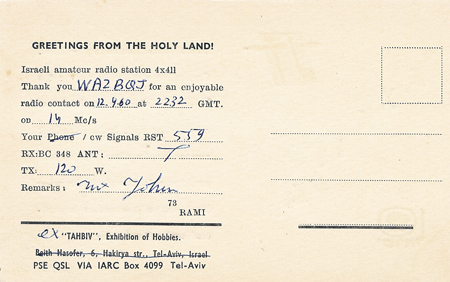 GREETINGS FROM THE HOLY LAND!
Israeli amateur radio station 4x4II
Thank you WA2BQJ for an enjoyable
radio contact on 12.9.60 at 2232 GMT.
on 14 Mc/s
Your Phone / cw Signals RST 559
RX:BC 348 ANT:
TX: 120 W.
Remarks: John
73
RAMI
ex "TAHBIV", Exhibition of Hobbies.
Beith Hasofer, 6, Hakirya str., Tel-Aviv, Israel
PSE QSL VIA IARC Box 4099 Tel-Aviv